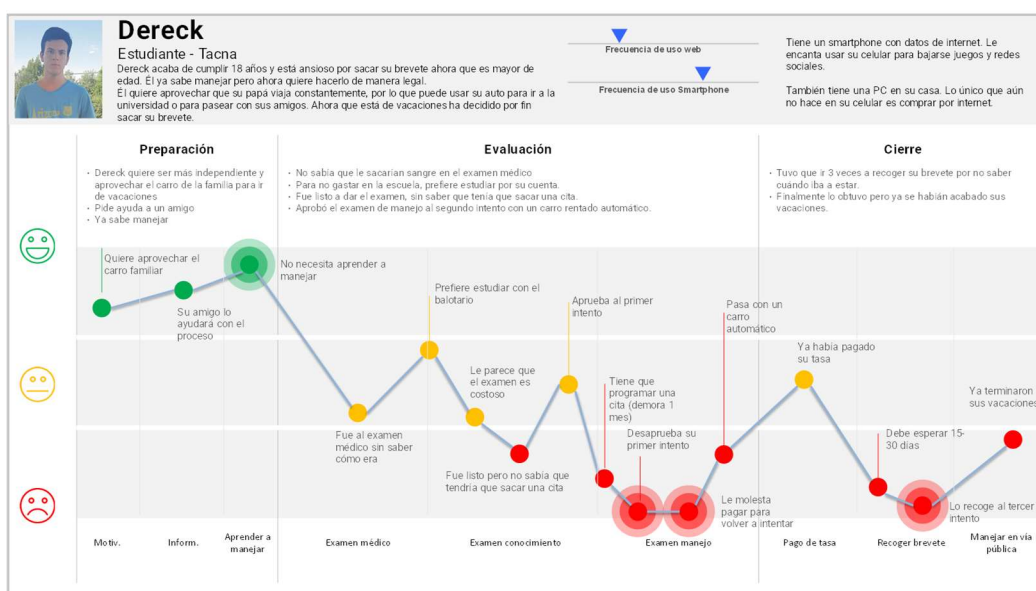 Dereck
Estudiante - Tacna
Dereck acaba de cumplir 18 años y está ansioso por sacar su brevete ahora que es mayor de
edad. Él ya sabe manejar pero ahora quiere hacerlo de manera legal.
Él quiere aprovechar que su papá viaja constantemente, por lo que puede usar su auto para ir a la
universidad o para pasear con sus amigos. Ahora que está de vacaciones ha decidido por fin
sacar su brevete.
Frecuencia de uso web
Frecuencia de uso Smartphone
Tiene un smartphone con datos de internet. Le
encanta usar su celular para bajarse juegos y redes
sociales.
También tiene una PC en su casa. Lo único que aún
no hace en su celular es comprar por internet.
Preparación
• Dereck quiere ser más independiente y
aprovechar el carro de la familia para ir
de vacaciones
• Pide ayuda a un amigo
• Ya sabe manejar
Evaluación
• No sabía que le sacarían sangre en el examen médico
• Para no gastar en la escuela, prefiere estudiar por su cuenta.
• Fue listo a dar el examen, sin saber que tenía que sacar una cita.
• Aprobó el examen de manejo al segundo intento con un carro rentado automático.
Cierre
• Tuvo que ir 3 veces a recoger su brevete por no saber
cuándo iba a estar.
• Finalmente lo obtuvo pero ya se habían acabado sus
vacaciones.
Quiere aprovechar el
carro familiar
Su amigo lo
ayudará con el
proceso
No necesita aprender a
manejar
Fue al examen
médico sin saber
cómo era
Prefiere estudiar con el
balotario
Le parece que
el examen es
costoso
Fue listo pero no sabía que
tendría que sacar una cita
Aprueba al primer
intento
Tiene que
programar una
cita (demora 1
mes)
Desaprueba su
primer intento
Le molesta
pagar para
volver a intentar
Pasa con un
carro
automático
Ya había pagado
su tasa
Debe esperar 15-
30 días
Lo recoge al tercer
intento
Ya terminaron
sus vacaciones
Motiv.
Inform.
Aprender a
manejar
Examen médico
Examen conocimiento
Examen manejo
Pago de tasa
Recoger brevete
Manejar en vía
pública